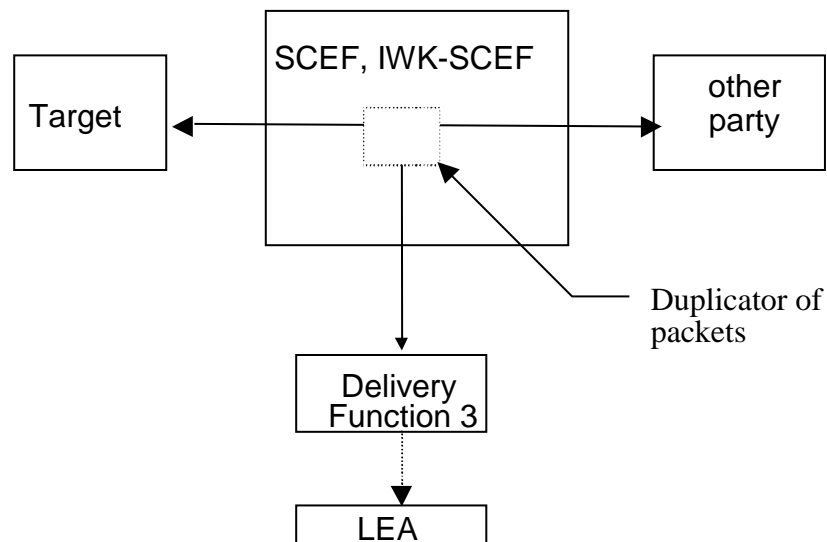 SCEF, IWK-SCEF
Target
other
party
Duplicator of
packets
Delivery
Function 3
LEA